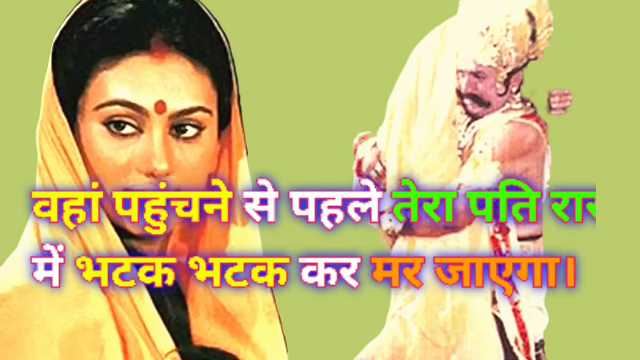 वहां पहुंचने से पहले तेरा पति
में भटक भटक कर मर जाएगा।